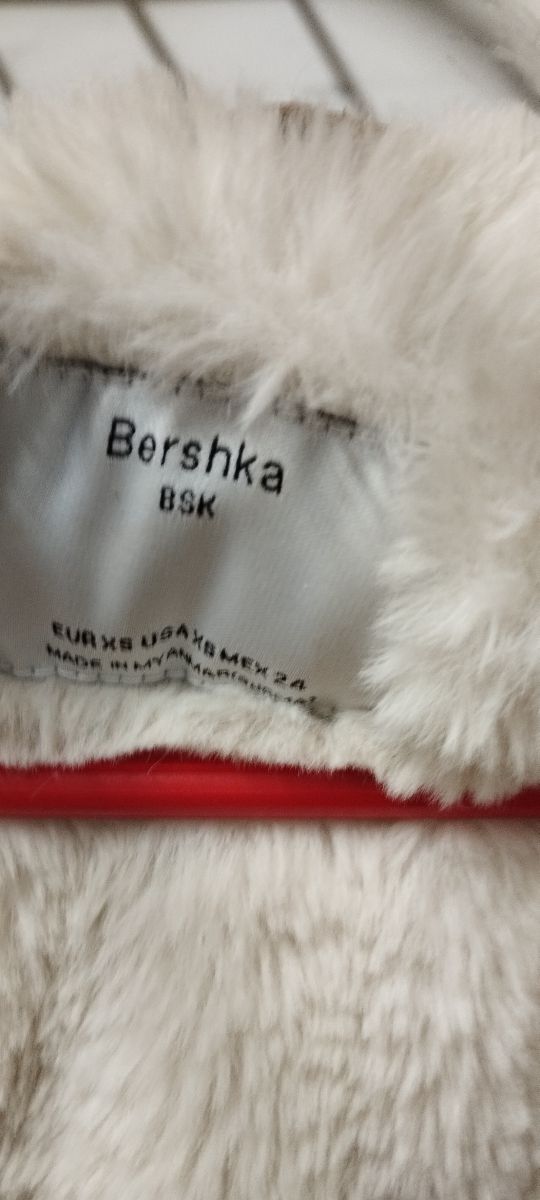 Bershka
BSK
EUR XS USA XS MEX 24
MADE IN MYANMAR